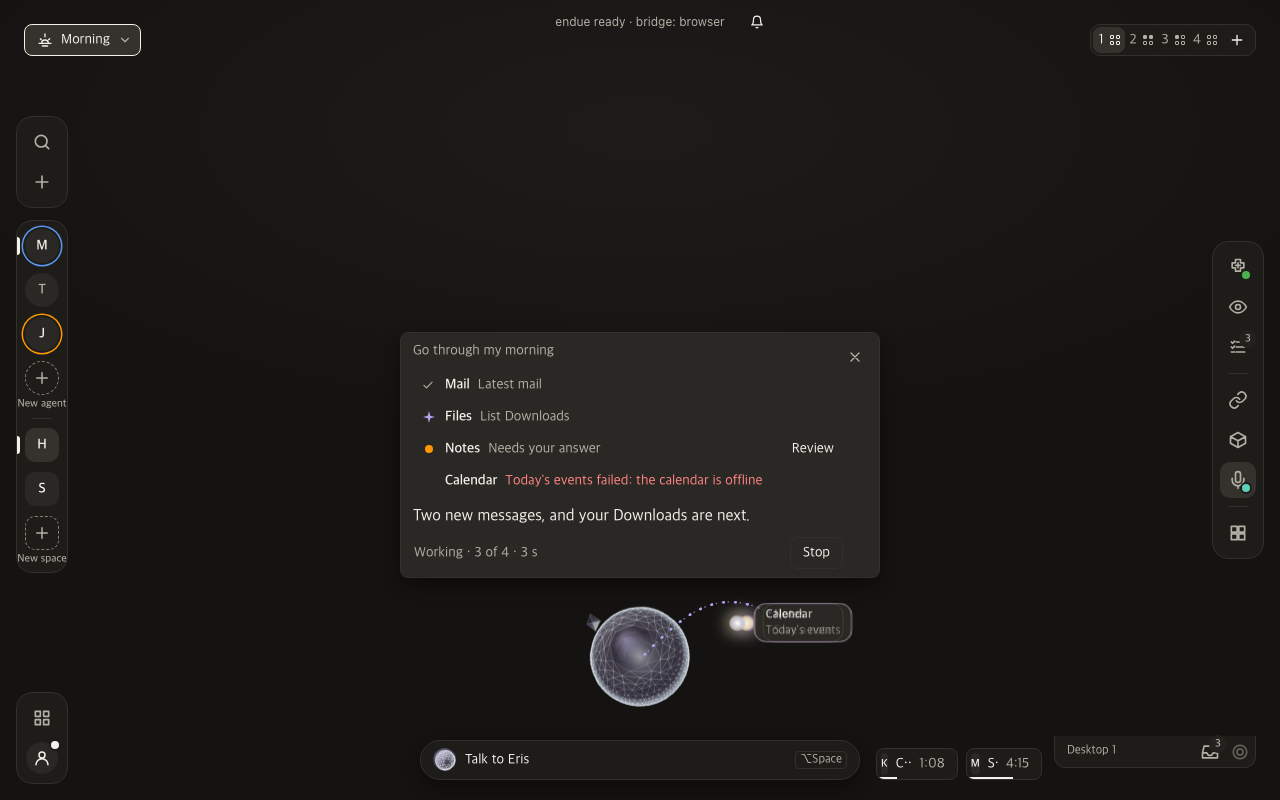 Morning
endue ready · bridge: browser
1 2 3 4
M
T
J
New agent
H
S
New space
Go through my morning
Mail Latest mail
Files List Downloads
Notes Needs your answer Review
Calendar Today's events failed: the calendar is offline
Two new messages, and your Downloads are next.
Working · 3 of 4 · 3 s Stop
3
Calendar
Today's events
Talk to Eris ⌥Space
K C·· 1:08
M S· 4:15
Desktop 1 3